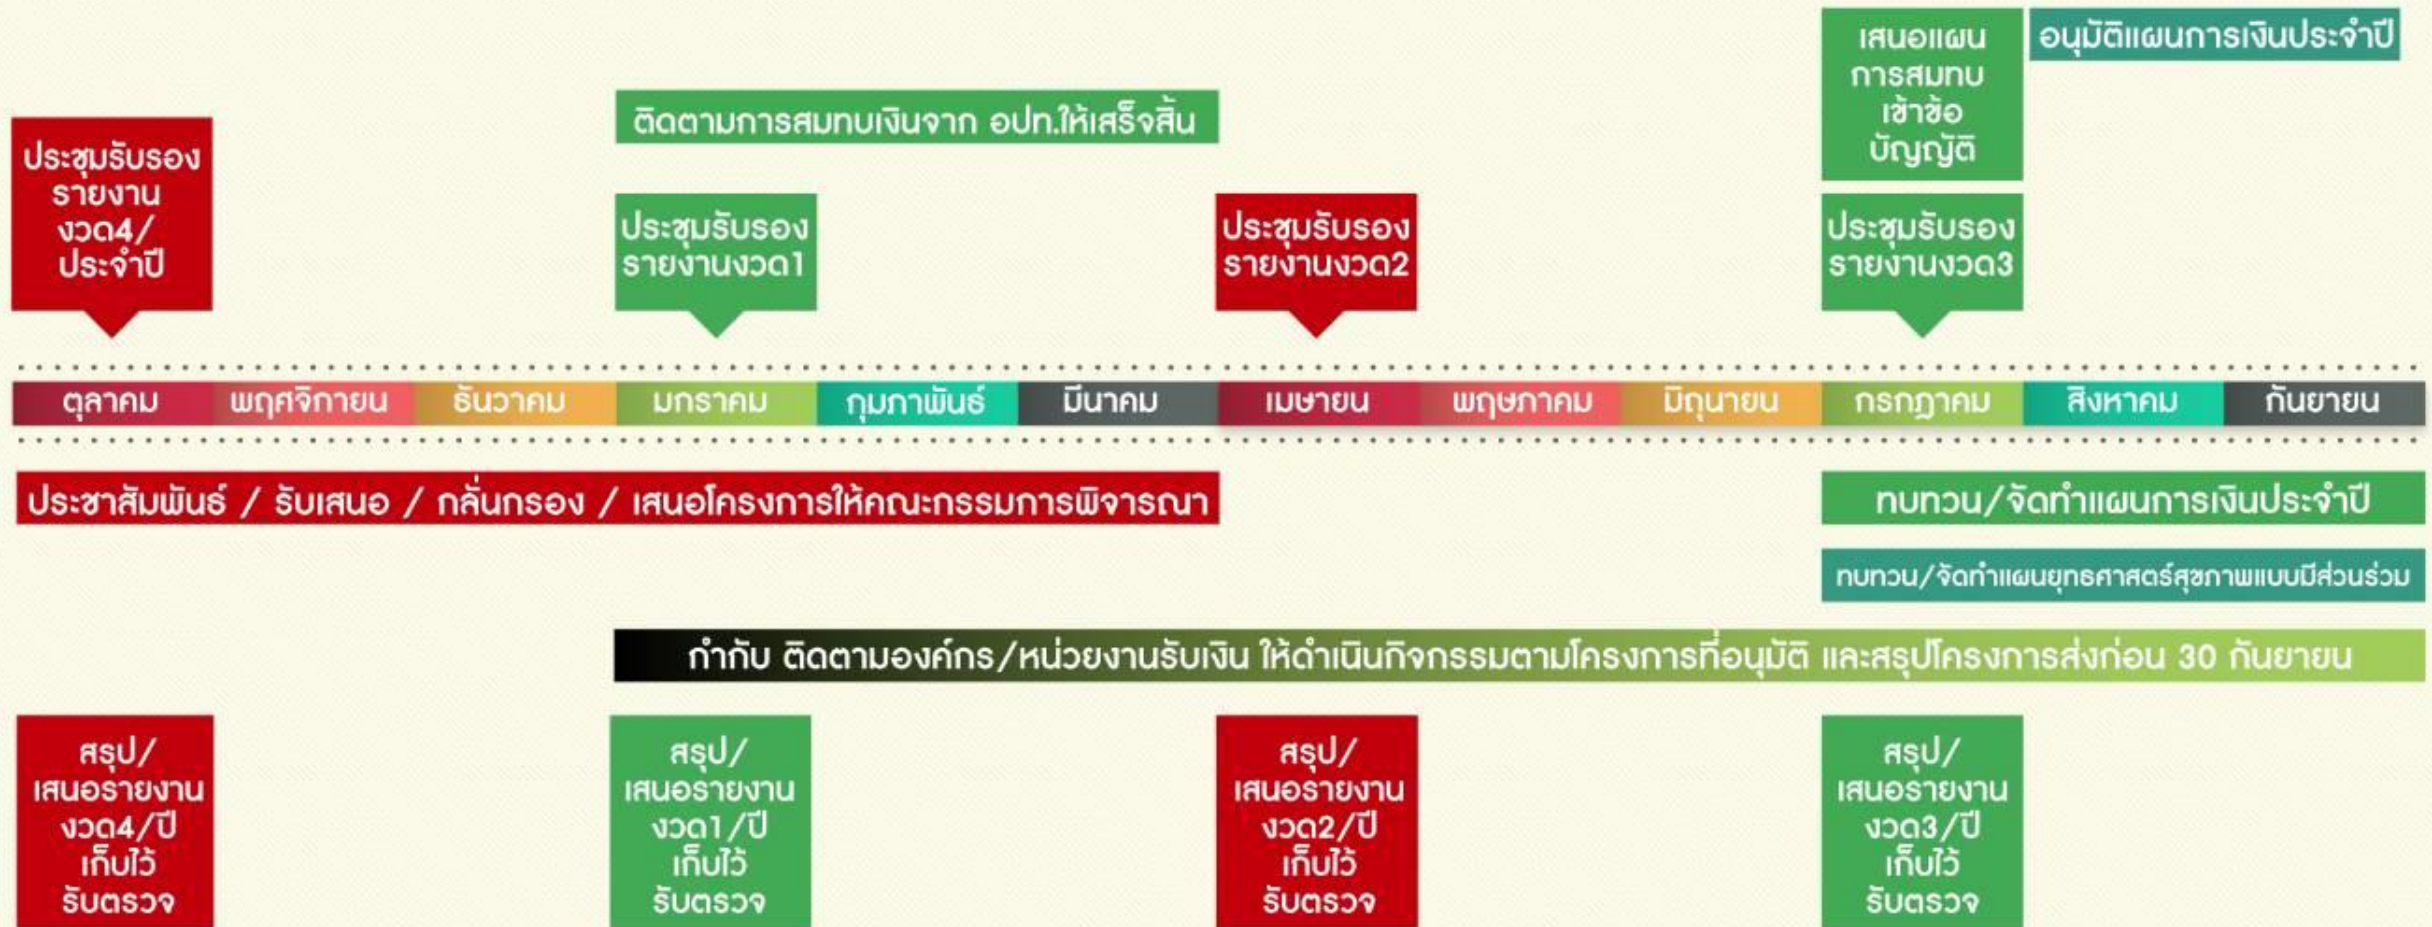 เสนอแผน
การสมทบ
เข้าข้อ
บัญญัติ
อนุมัติแผนการเงินประจำปี
ติดตามการสมทบเงินจาก อปท.ให้เสร็จสิ้น
ประชุมรับรอง
รายงาน
งวด4/
ประจำปี
ประชุมรับรอง
รายงานงวด1
ประชุมรับรอง
รายงานงวด2
ประชุมรับรอง
รายงานงวด3
ตุลาคม พฤศจิกายน ธันวาคม มกราคม กุมภาพันธ์ มีนาคม เมษายน พฤษภาคม มิถุนายน กรกฎาคม สิงหาคม กันยายน
ประชาสัมพันธ์ / รับเสนอ / กลั่นกรอง / เสนอโครงการให้คณะกรรมการพิจารณา
ทบทวน/จัดทำแผนการเงินประจำปี
ทบทวน/จัดทำแผนยุทธศาสตร์สุขภาพแบบมีส่วนร่วม
กำกับ ติดตามองค์กร/หน่วยงานรับเงิน ให้ดำเนินกิจกรรมตามโครงการที่อนุมัติ และสรุปโครงการส่งก่อน 30 กันยายน
สรุป/
เสนอรายงาน
งวด4/ปี
เก็บไว้
รับตรวจ
สรุป/
เสนอรายงาน
งวด1/ปี
เก็บไว้
รับตรวจ
สรุป/
เสนอรายงาน
งวด2/ปี
เก็บไว้
รับตรวจ
สรุป/
เสนอรายงาน
งวด3/ปี
เก็บไว้
รับตรวจ